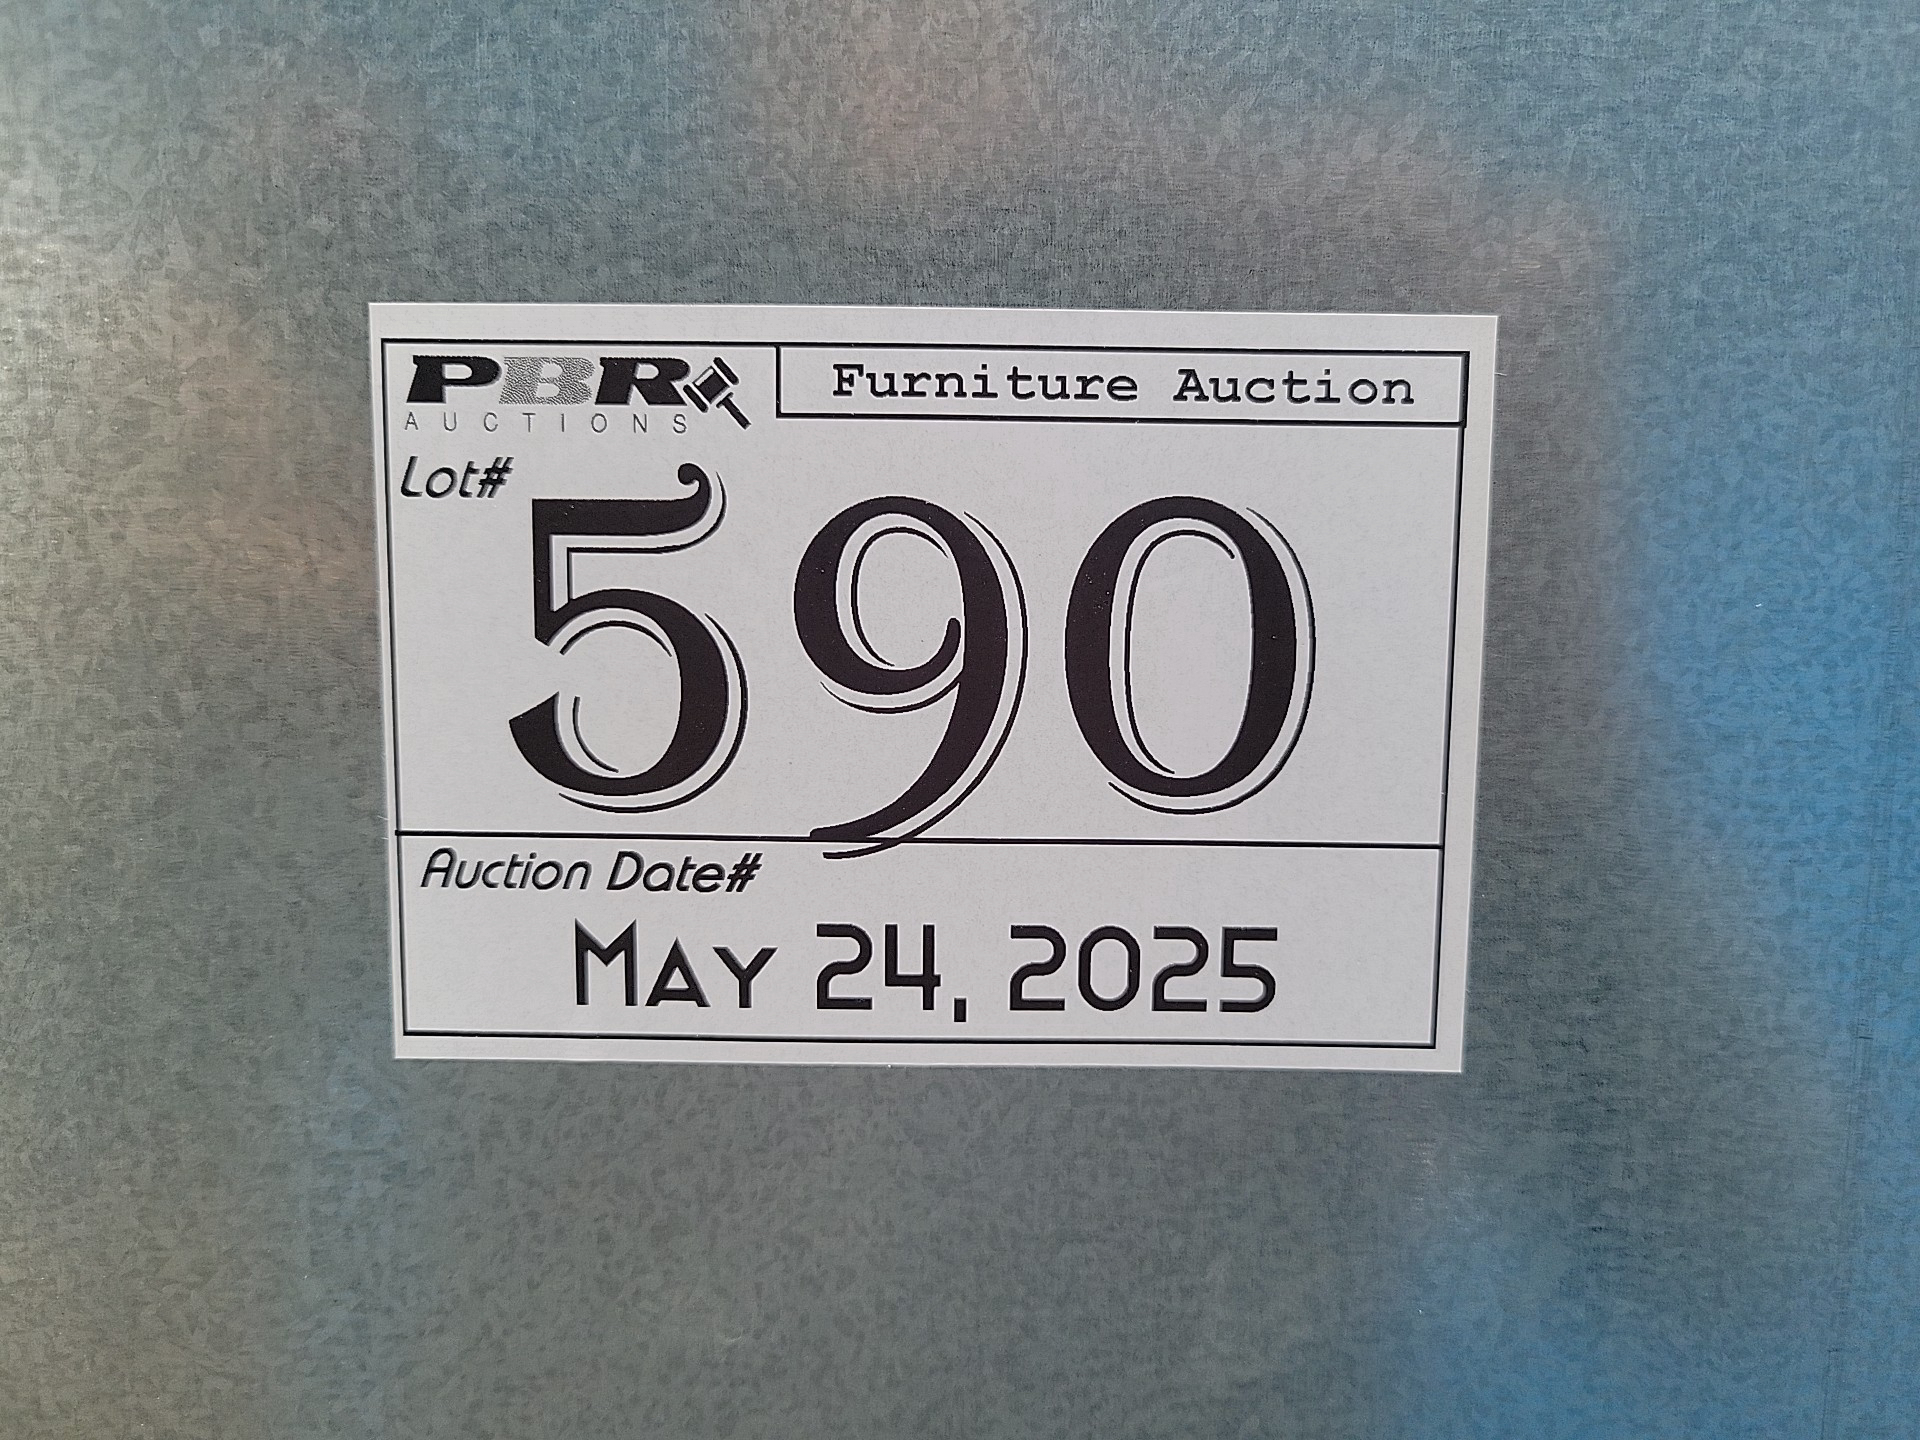 PBR
AUCTIONS
Furniture Auction
Lot#
590
Auction Date#
May 24, 2025